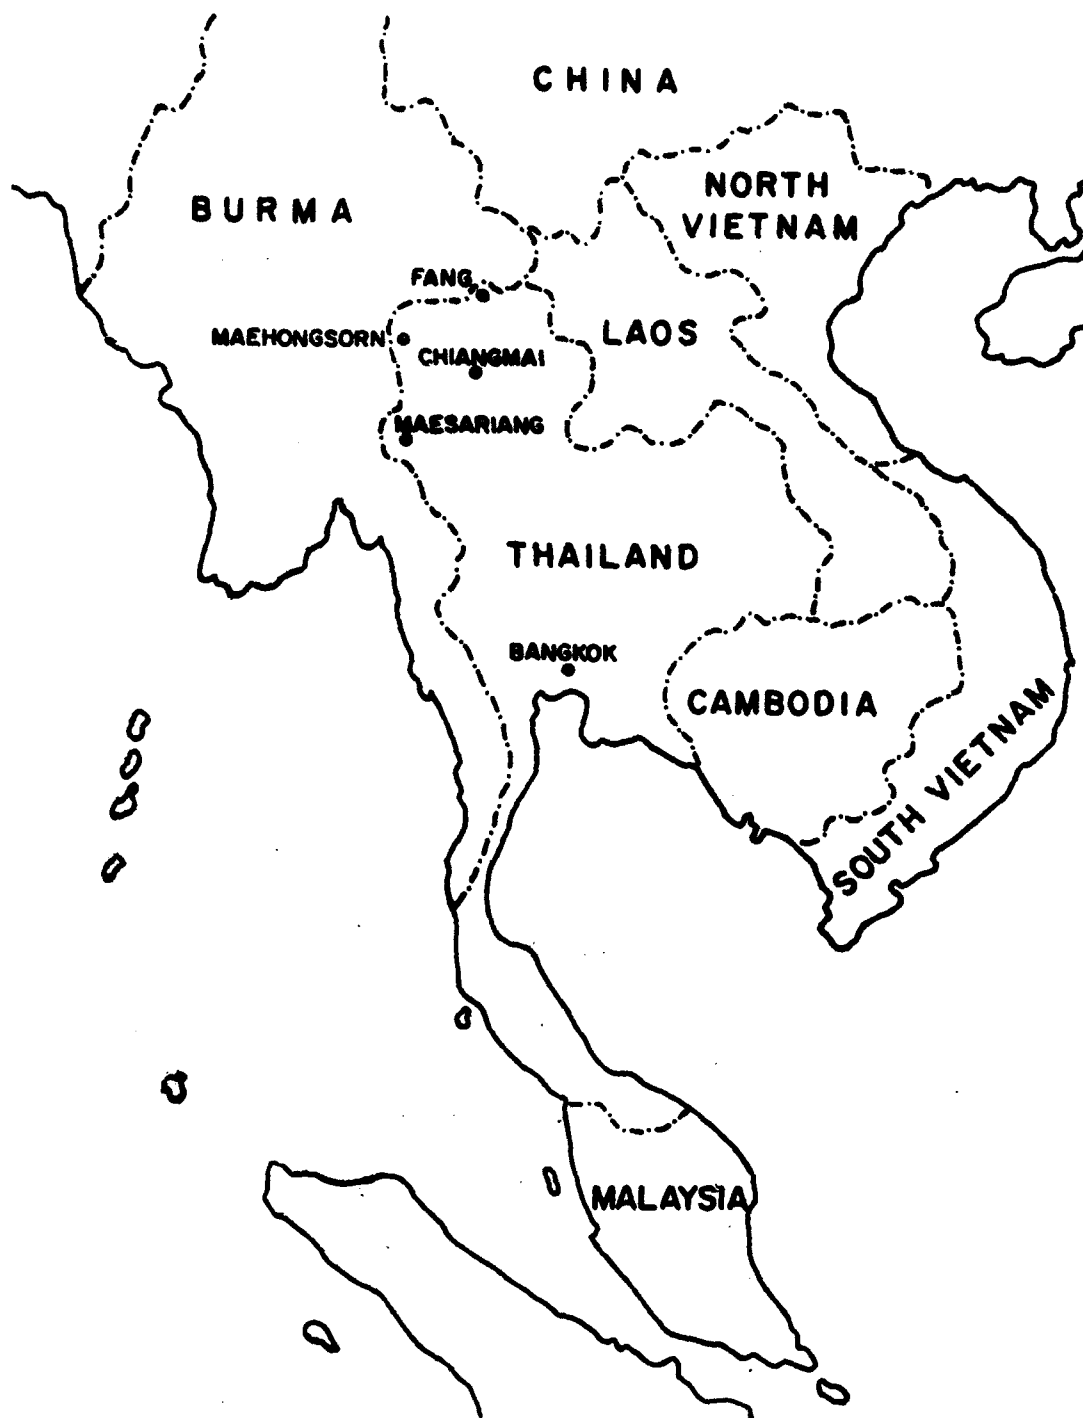 CHINA
NORTH
VIETNAM
BURMA
FANG
MAEHONGSORN
LAOS
CHIANGMAI
MAESARIANG
THAILAND
BANGKOK
CAMBODIA
SOUTH VIETNAM
MALAYSIA